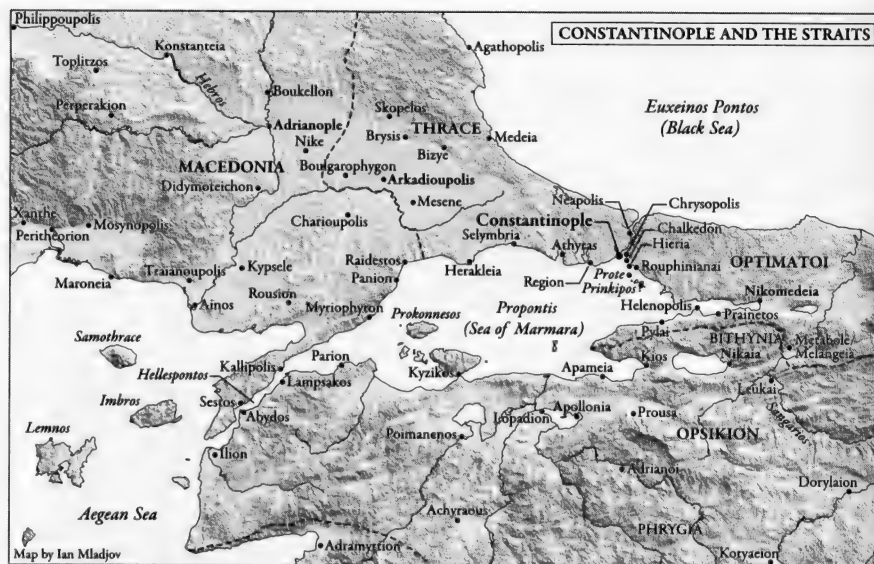 CONSTANTINOPLE AND THE STRAITS
Philippoupolis
Konstanteia
Toplitzos
Agathopolis
Hebros
Boukellon
Perperakion
Skopelos
Euxeinos Pontos
(Black Sea)
Adrianople
Nike
Brysis
THRACE
Medeia
Bizye
MACEDONIA
Boulgarophygon
Didymoteichon
Arkadioupolis
Mesene
Neapolis
Chrysopolis
Xanthe
Mosynopolis
Charioupolis
Constantinople
Chalkedon
Peritheorion
Selymbria
Athyras
Hieria
Traianoupolis
Kypsele
Raidestos
Herakleia
Region
Prote
Rouphinianai
OPTIMATOI
Maroneia
Panion
Prinkipos
Nikomedeia
Ainos
Rousion
Myriophyton
Prokonnesos
Propontis
(Sea of Marmara)
Helenopolis
Prainetos
Samothrace
Pylai
BITHYNIA
Metabole/
Melangeia
Kallipolis
Parion
Kios
Nikaia
Hellespontos
Lampsakos
Kyzikos
Apameia
Leukai
Imbros
Sestos
Abydos
Lopadion
Apollonia
Prousa
Sangarios
Lemnos
Poimanenos
OPSIKION
Ilion
Adrianoi
Dorylaion
Aegean Sea
Achyraous
PHRYGIA
Map by Ian Mladjov
Adramyttion
Kotyaeion